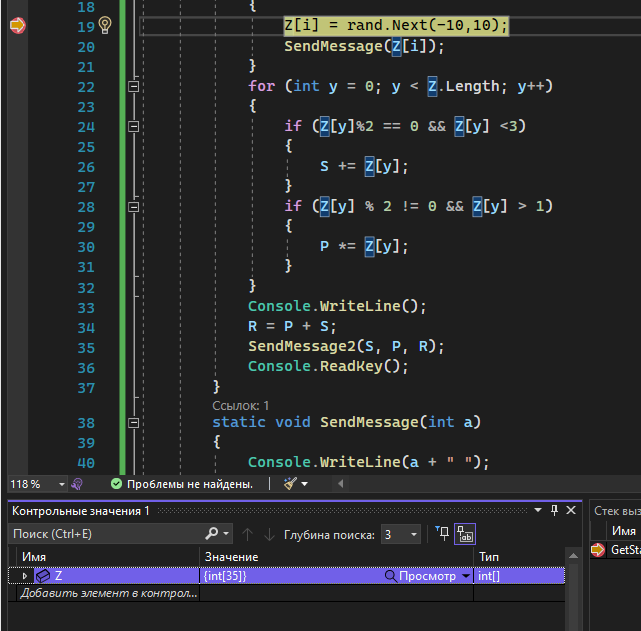 18 {
19 Z[i] = rand.Next(-10,10);
20 SendMessage(Z[i]);
21 }
22 for (int y = 0; y < Z.Length; y++)
23 {
24 if (Z[y]%2 == 0 && Z[y] <3)
25 {
26 S += Z[y];
27 }
28 if (Z[y] % 2 != 0 && Z[y] > 1)
29 {
30 P *= Z[y];
31 }
32 }
33 Console.WriteLine();
34 R = P + S;
35 SendMessage2(S, P, R);
36 Console.ReadKey();
37 }
Ссылок: 1
38 static void SendMessage(int a)
39 {
40 Console.WriteLine(a + " ");
118 % Проблемы не найдены.
Контрольные значения 1 Стек выз
Поиск (Ctrl+E) Глубина поиска: 3 Имя
Имя Значение Тип GetSta
Z {int[35]} Просмотр int[]
Добавить элемент в контрол...